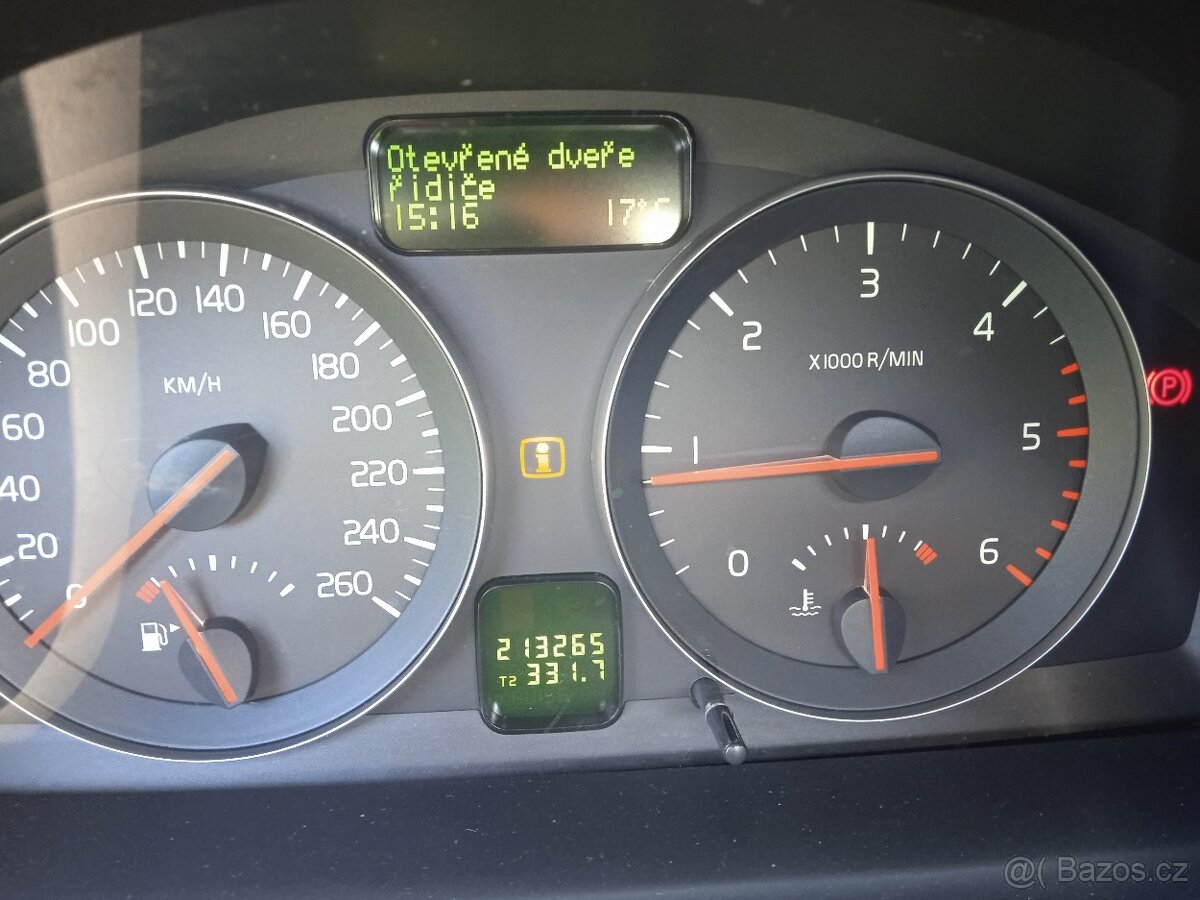 Otevřené dveře
řidiče
15:16 17°C
0
20
40
60
80
100
120
140
160
180
200
220
240
260
KM/H
0
1
2
3
4
5
6
X1000 R/MIN
P
i
213265
T2 331.7
@( Bazos.cz